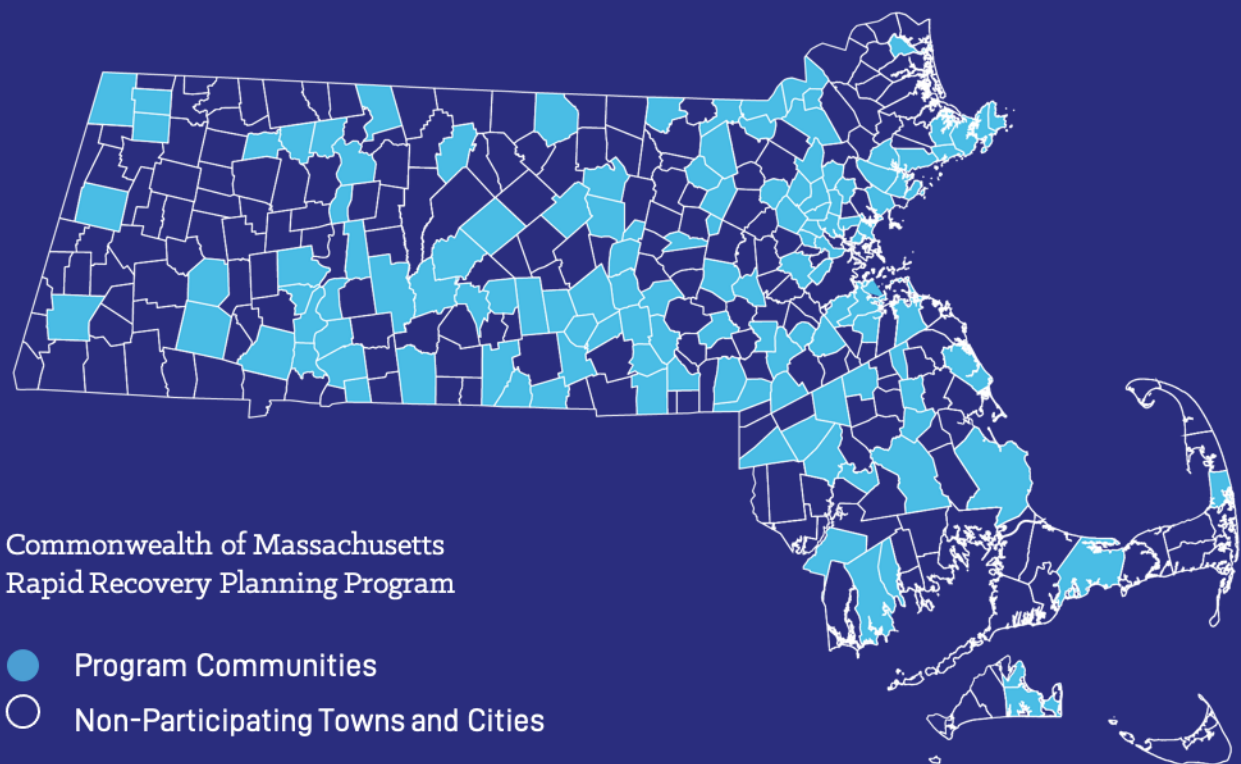 Commonwealth of Massachusetts
Rapid Recovery Planning Program
Program Communities
Non-Participating Towns and Cities